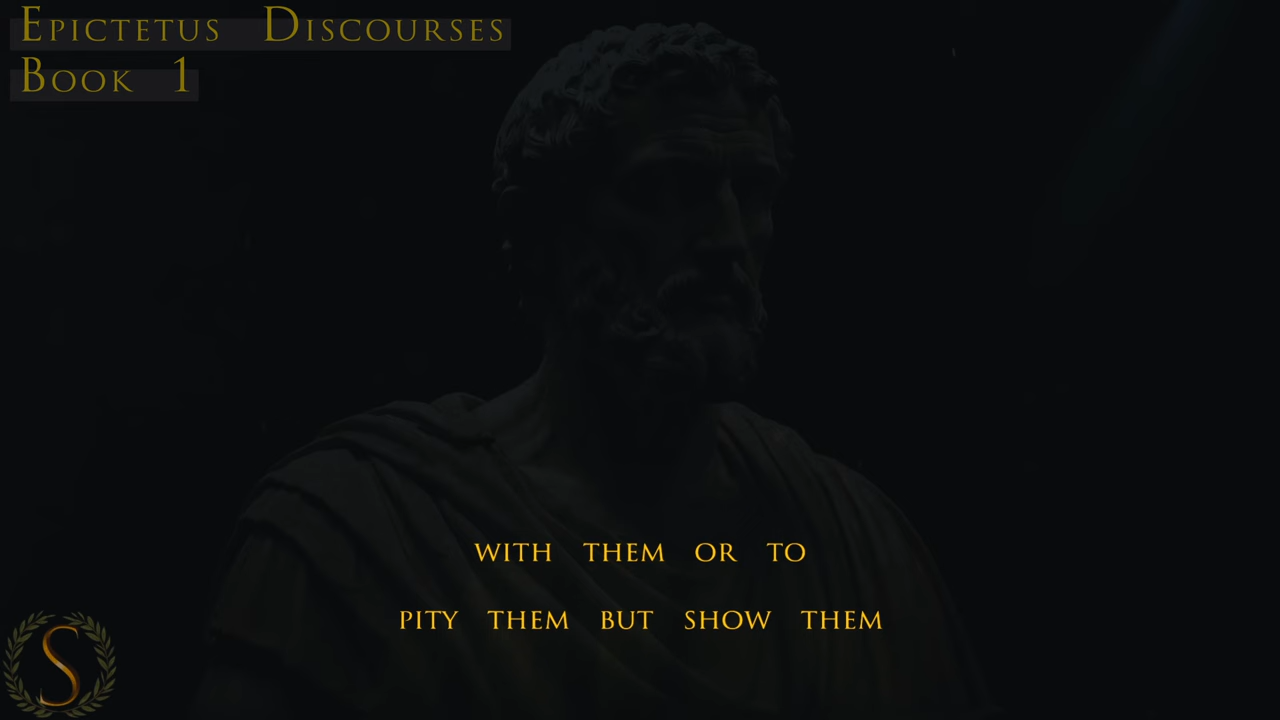 Epictetus Discourses
Book 1
WITH THEM OR TO
PITY THEM BUT SHOW THEM
S